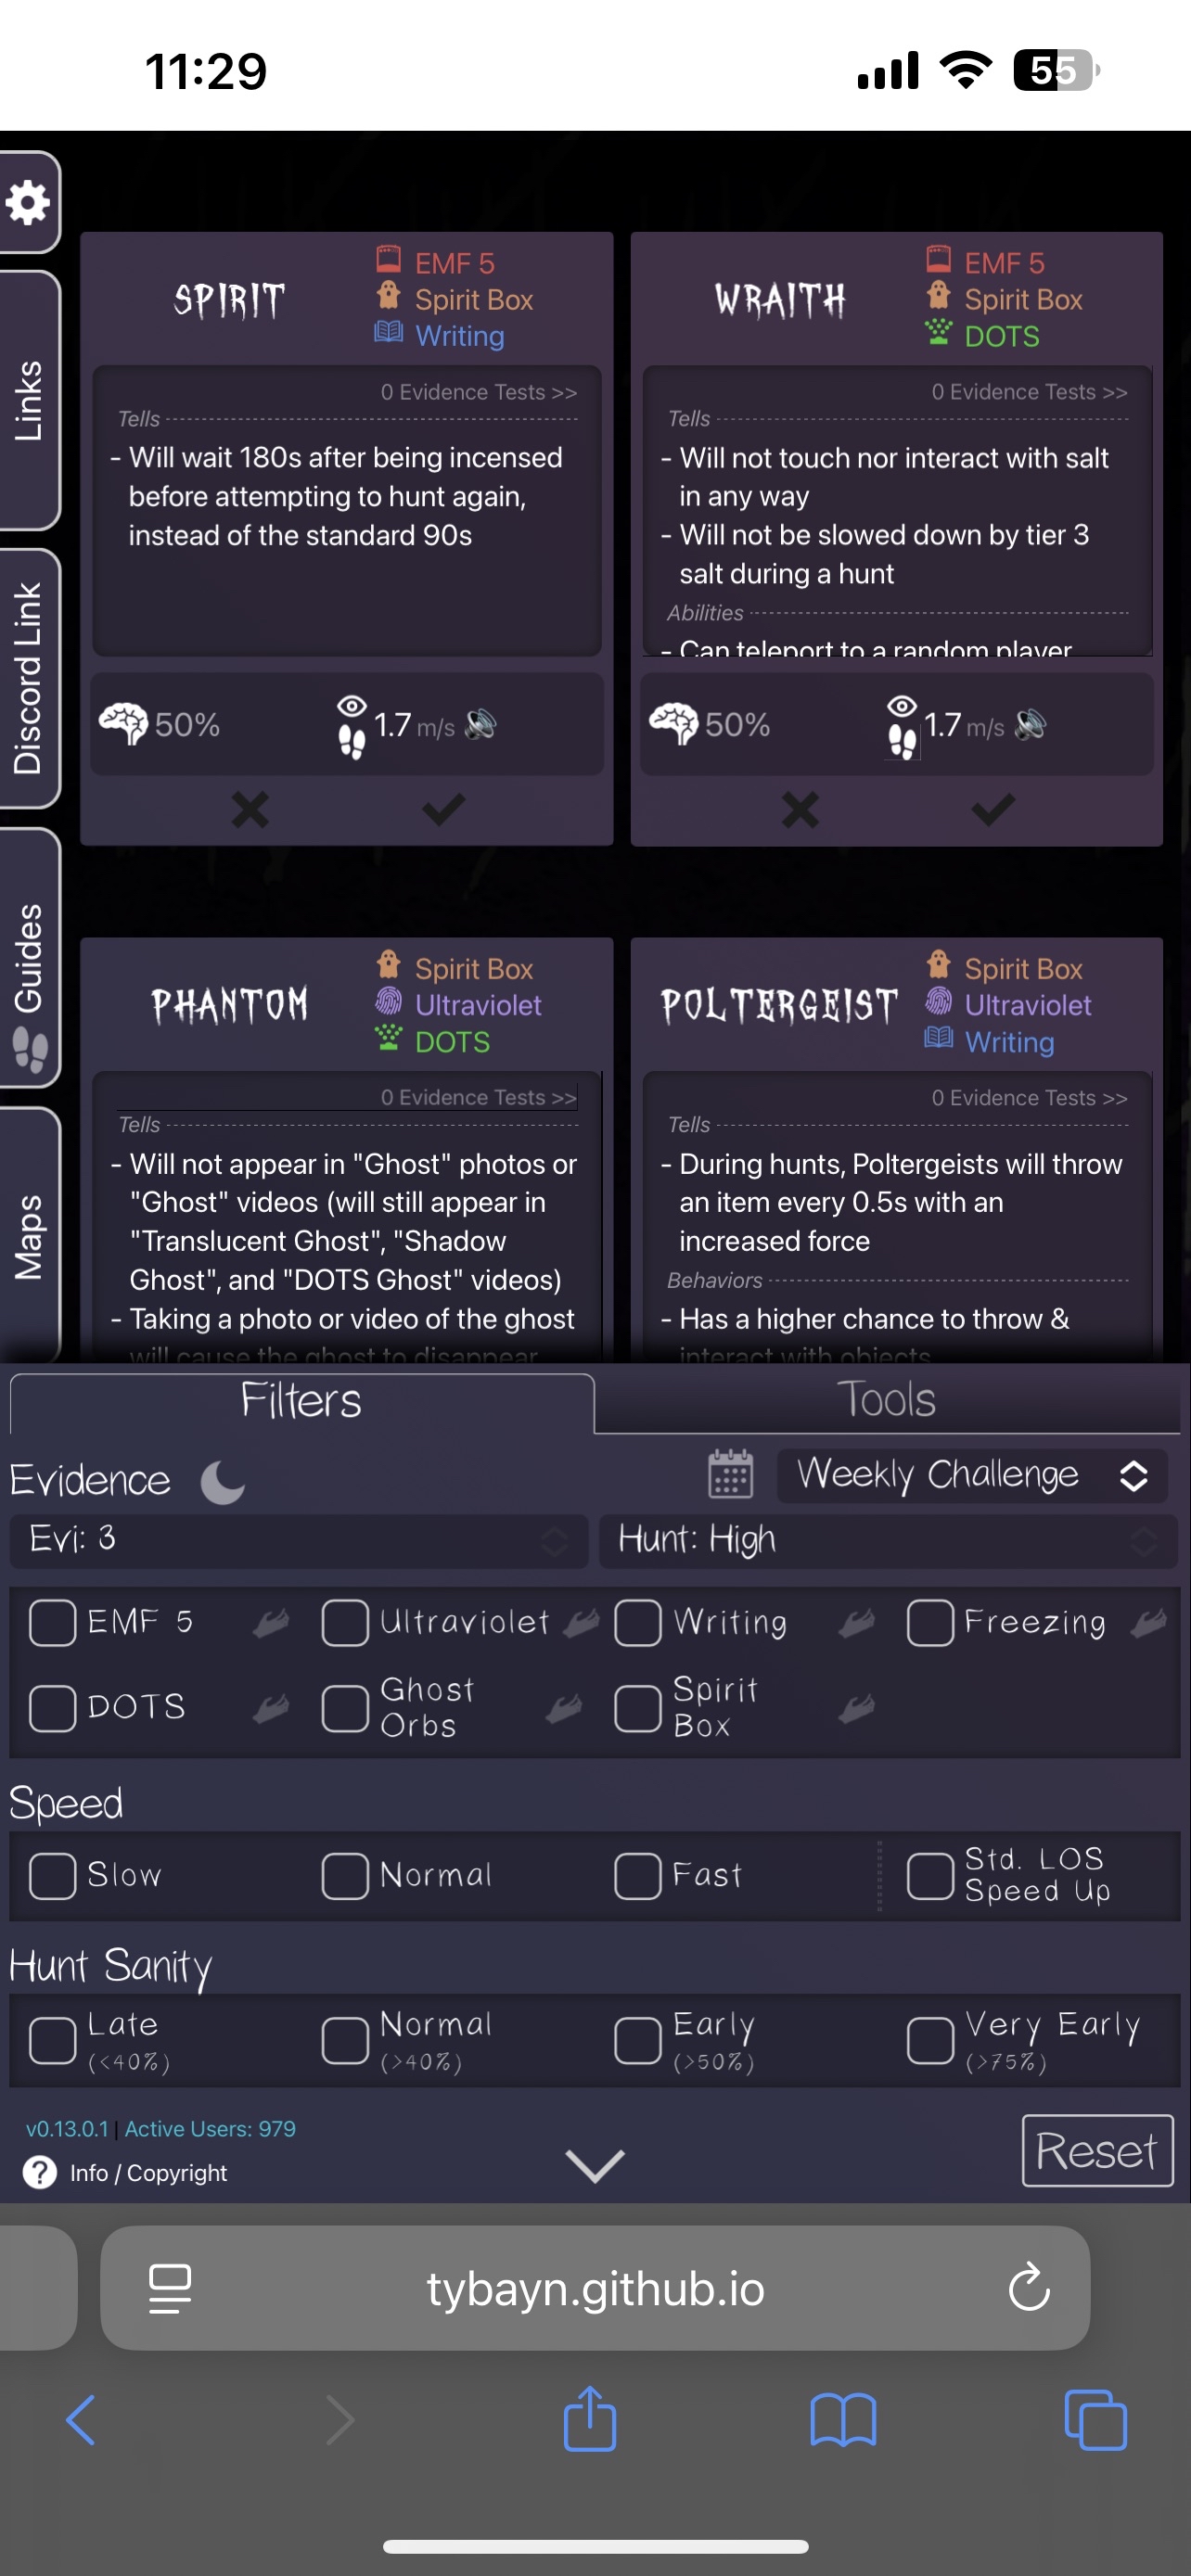 11:29
55
Links
Discord Link
Guides
Maps
SPIRIT
EMF 5
Spirit Box
Writing
0 Evidence Tests >>
Tells
- Will wait 180s after being incensed
before attempting to hunt again,
instead of the standard 90s
50%
1.7 m/s
WRAITH
EMF 5
Spirit Box
DOTS
0 Evidence Tests >>
Tells
- Will not touch nor interact with salt
in any way
- Will not be slowed down by tier 3
salt during a hunt
Abilities
- Can teleport to a random player
50%
1.7 m/s
PHANTOM
Spirit Box
Ultraviolet
DOTS
0 Evidence Tests >>
Tells
- Will not appear in "Ghost" photos or
"Ghost" videos (will still appear in
"Translucent Ghost", "Shadow
Ghost", and "DOTS Ghost" videos)
- Taking a photo or video of the ghost
will cause the ghost to disappear
POLTERGEIST
Spirit Box
Ultraviolet
Writing
0 Evidence Tests >>
Tells
- During hunts, Poltergeists will throw
an item every 0.5s with an
increased force
Behaviors
- Has a higher chance to throw &
interact with objects
Filters
Tools
Evidence
Weekly Challenge
Evi: 3
Hunt: High
EMF 5
Ultraviolet
Writing
Freezing
DOTS
Ghost
Orbs
Spirit
Box
Speed
Slow
Normal
Fast
Std. LOS
Speed Up
Hunt Sanity
Late
(<40%)
Normal
(>40%)
Early
(>50%)
Very Early
(>75%)
v0.13.0.1 | Active Users: 979
? Info / Copyright
Reset
tybayn.github.io